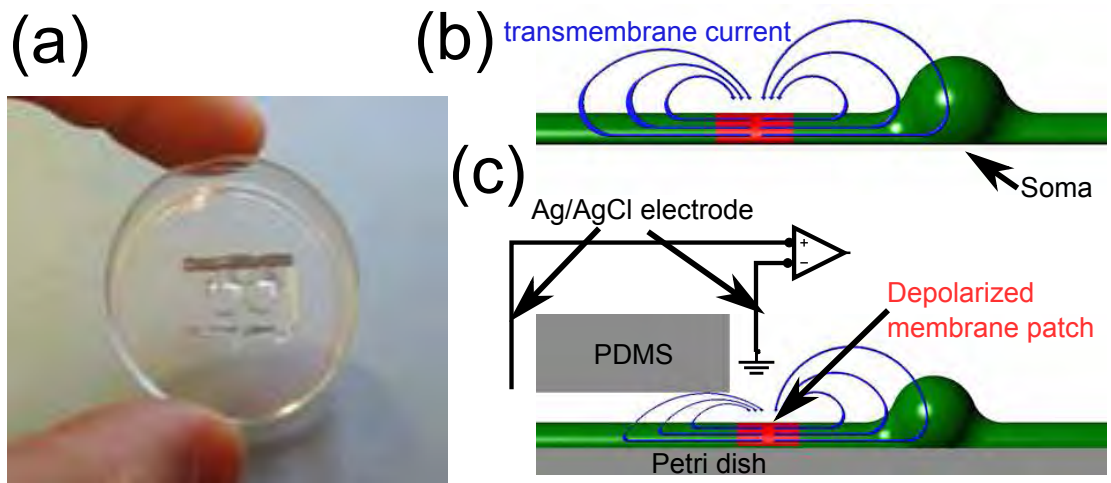 (a)
(b)
transmembrane current
Soma
(c)
Ag/AgCl electrode
+
−
Depolarized
membrane patch
PDMS
Petri dish